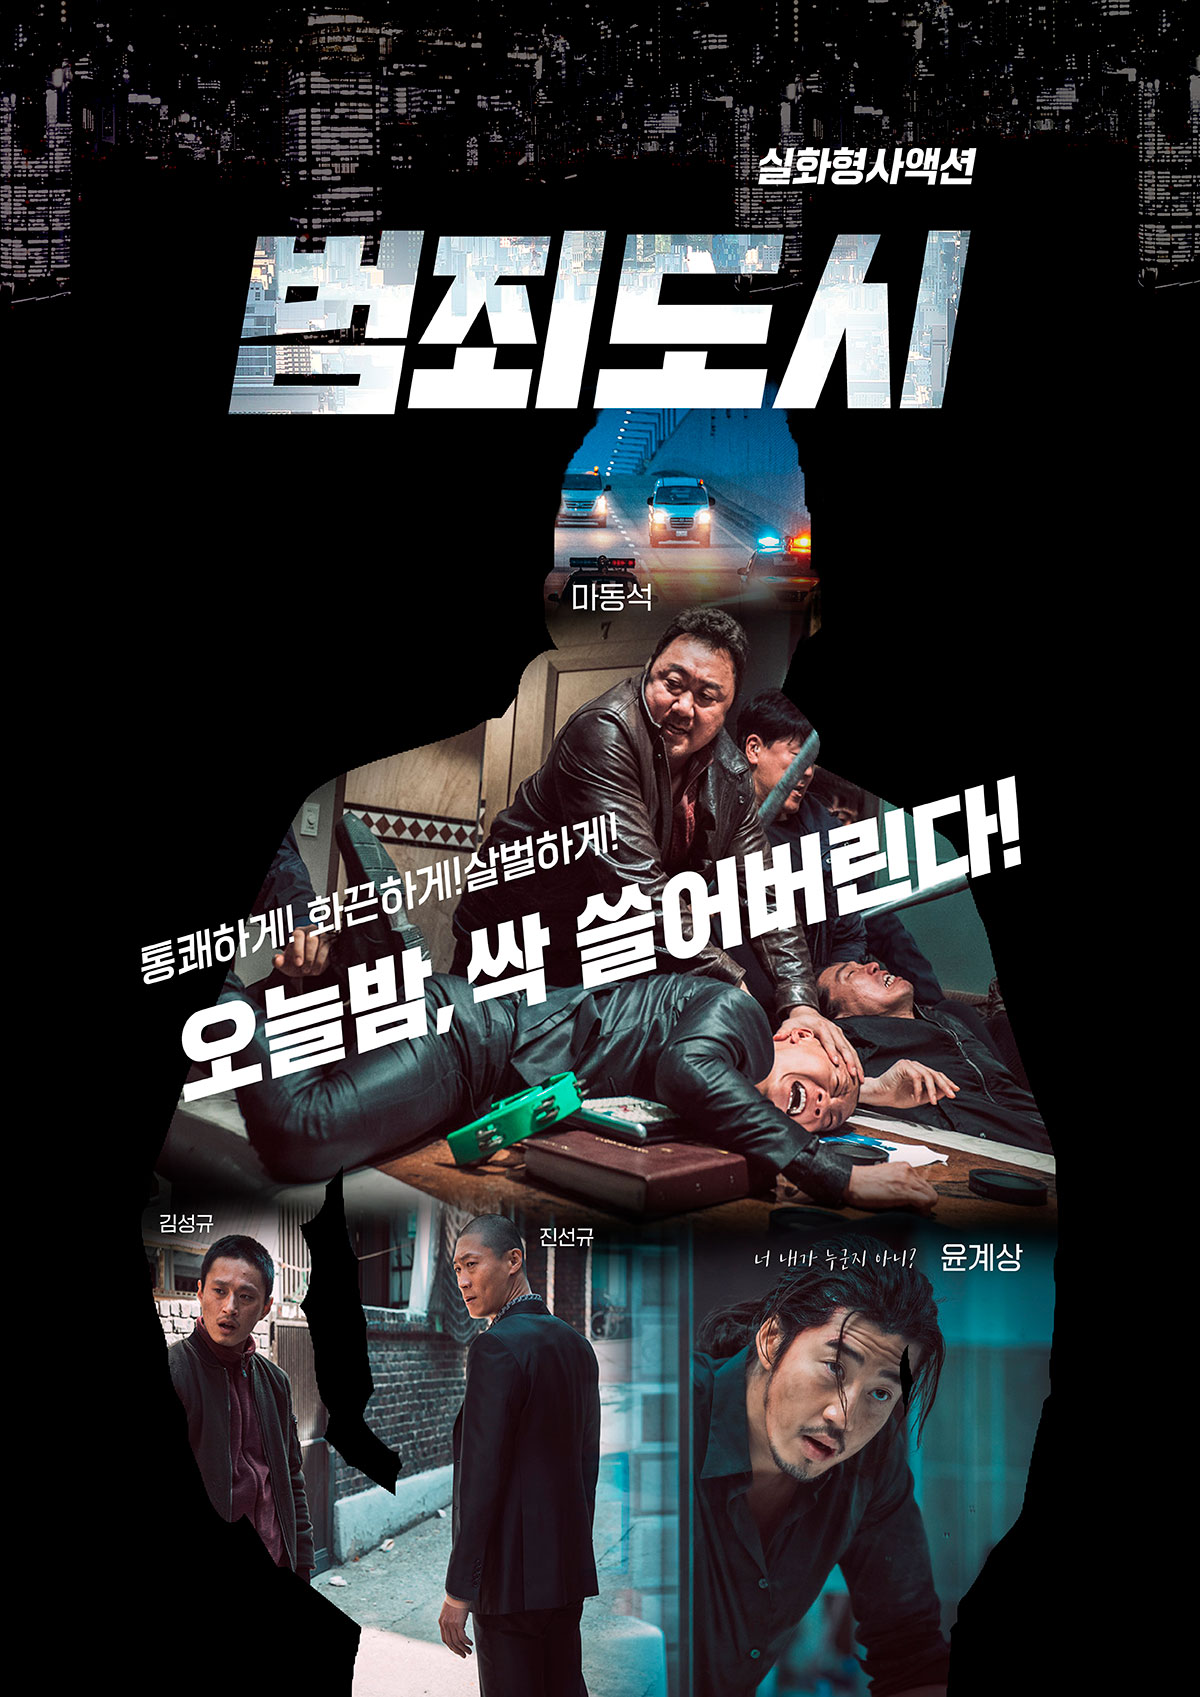 실화형사액션
범죄도시
마동석
7
통쾌하게! 화끈하게!살벌하게!
오늘밤, 싹 쓸어버린다!
김성규
진선규
너 내가 누군지 아니? 윤계상